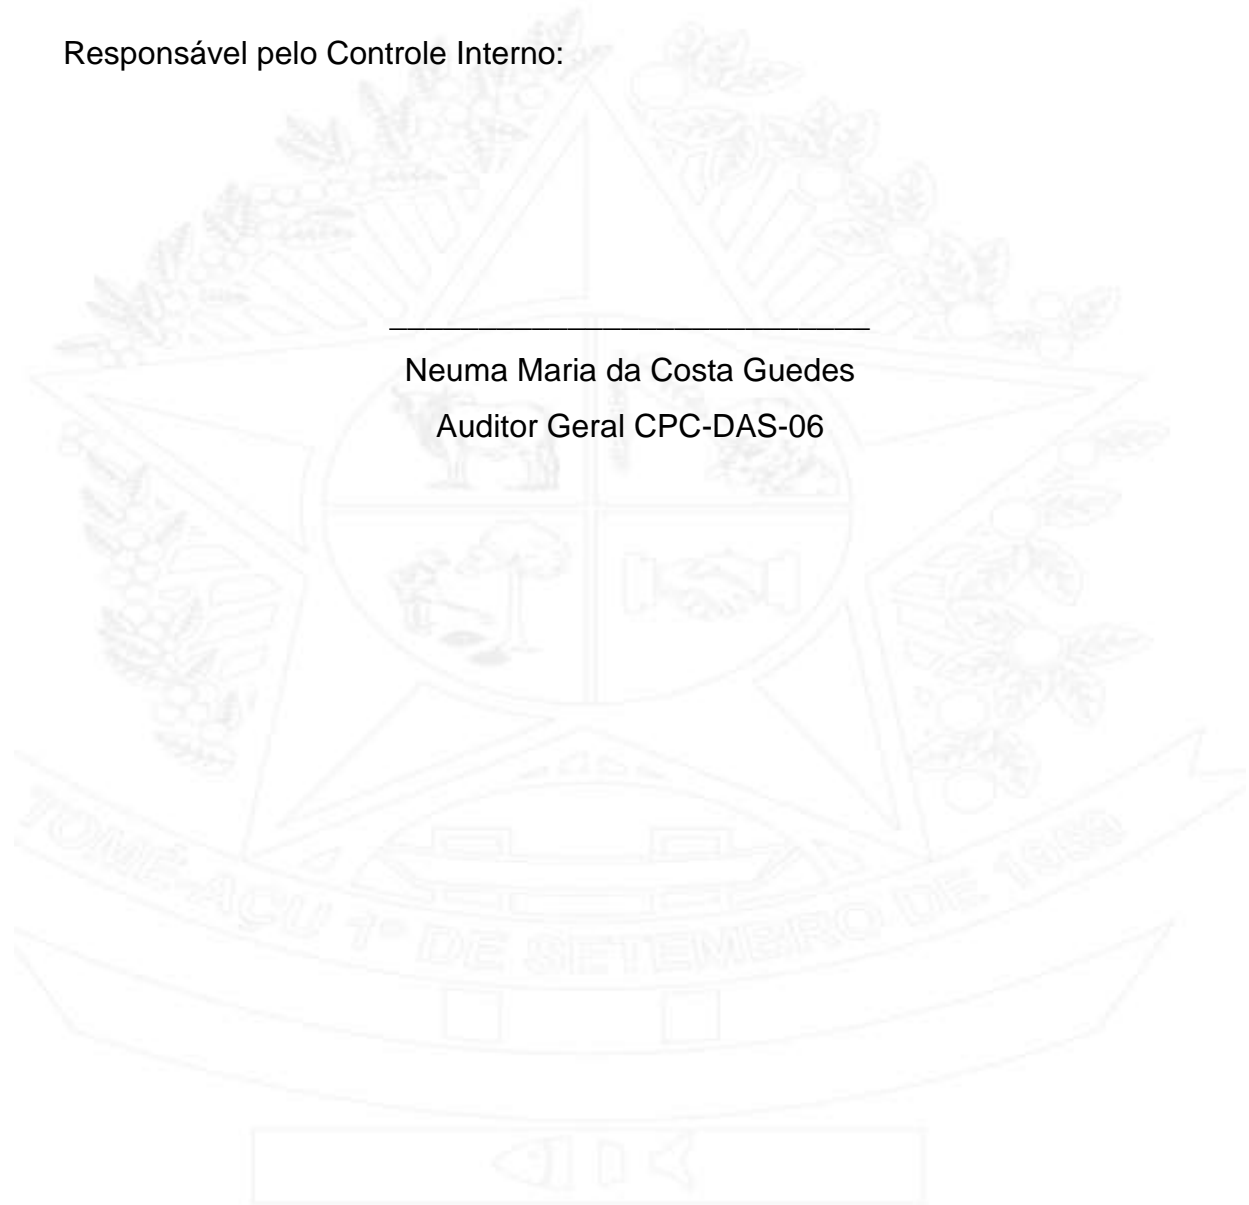 Responsável pelo Controle Interno:
Neuma Maria da Costa Guedes
Auditor Geral CPC-DAS-06
TOMÉ-AÇU 1º DE SETEMBRO DE 1959